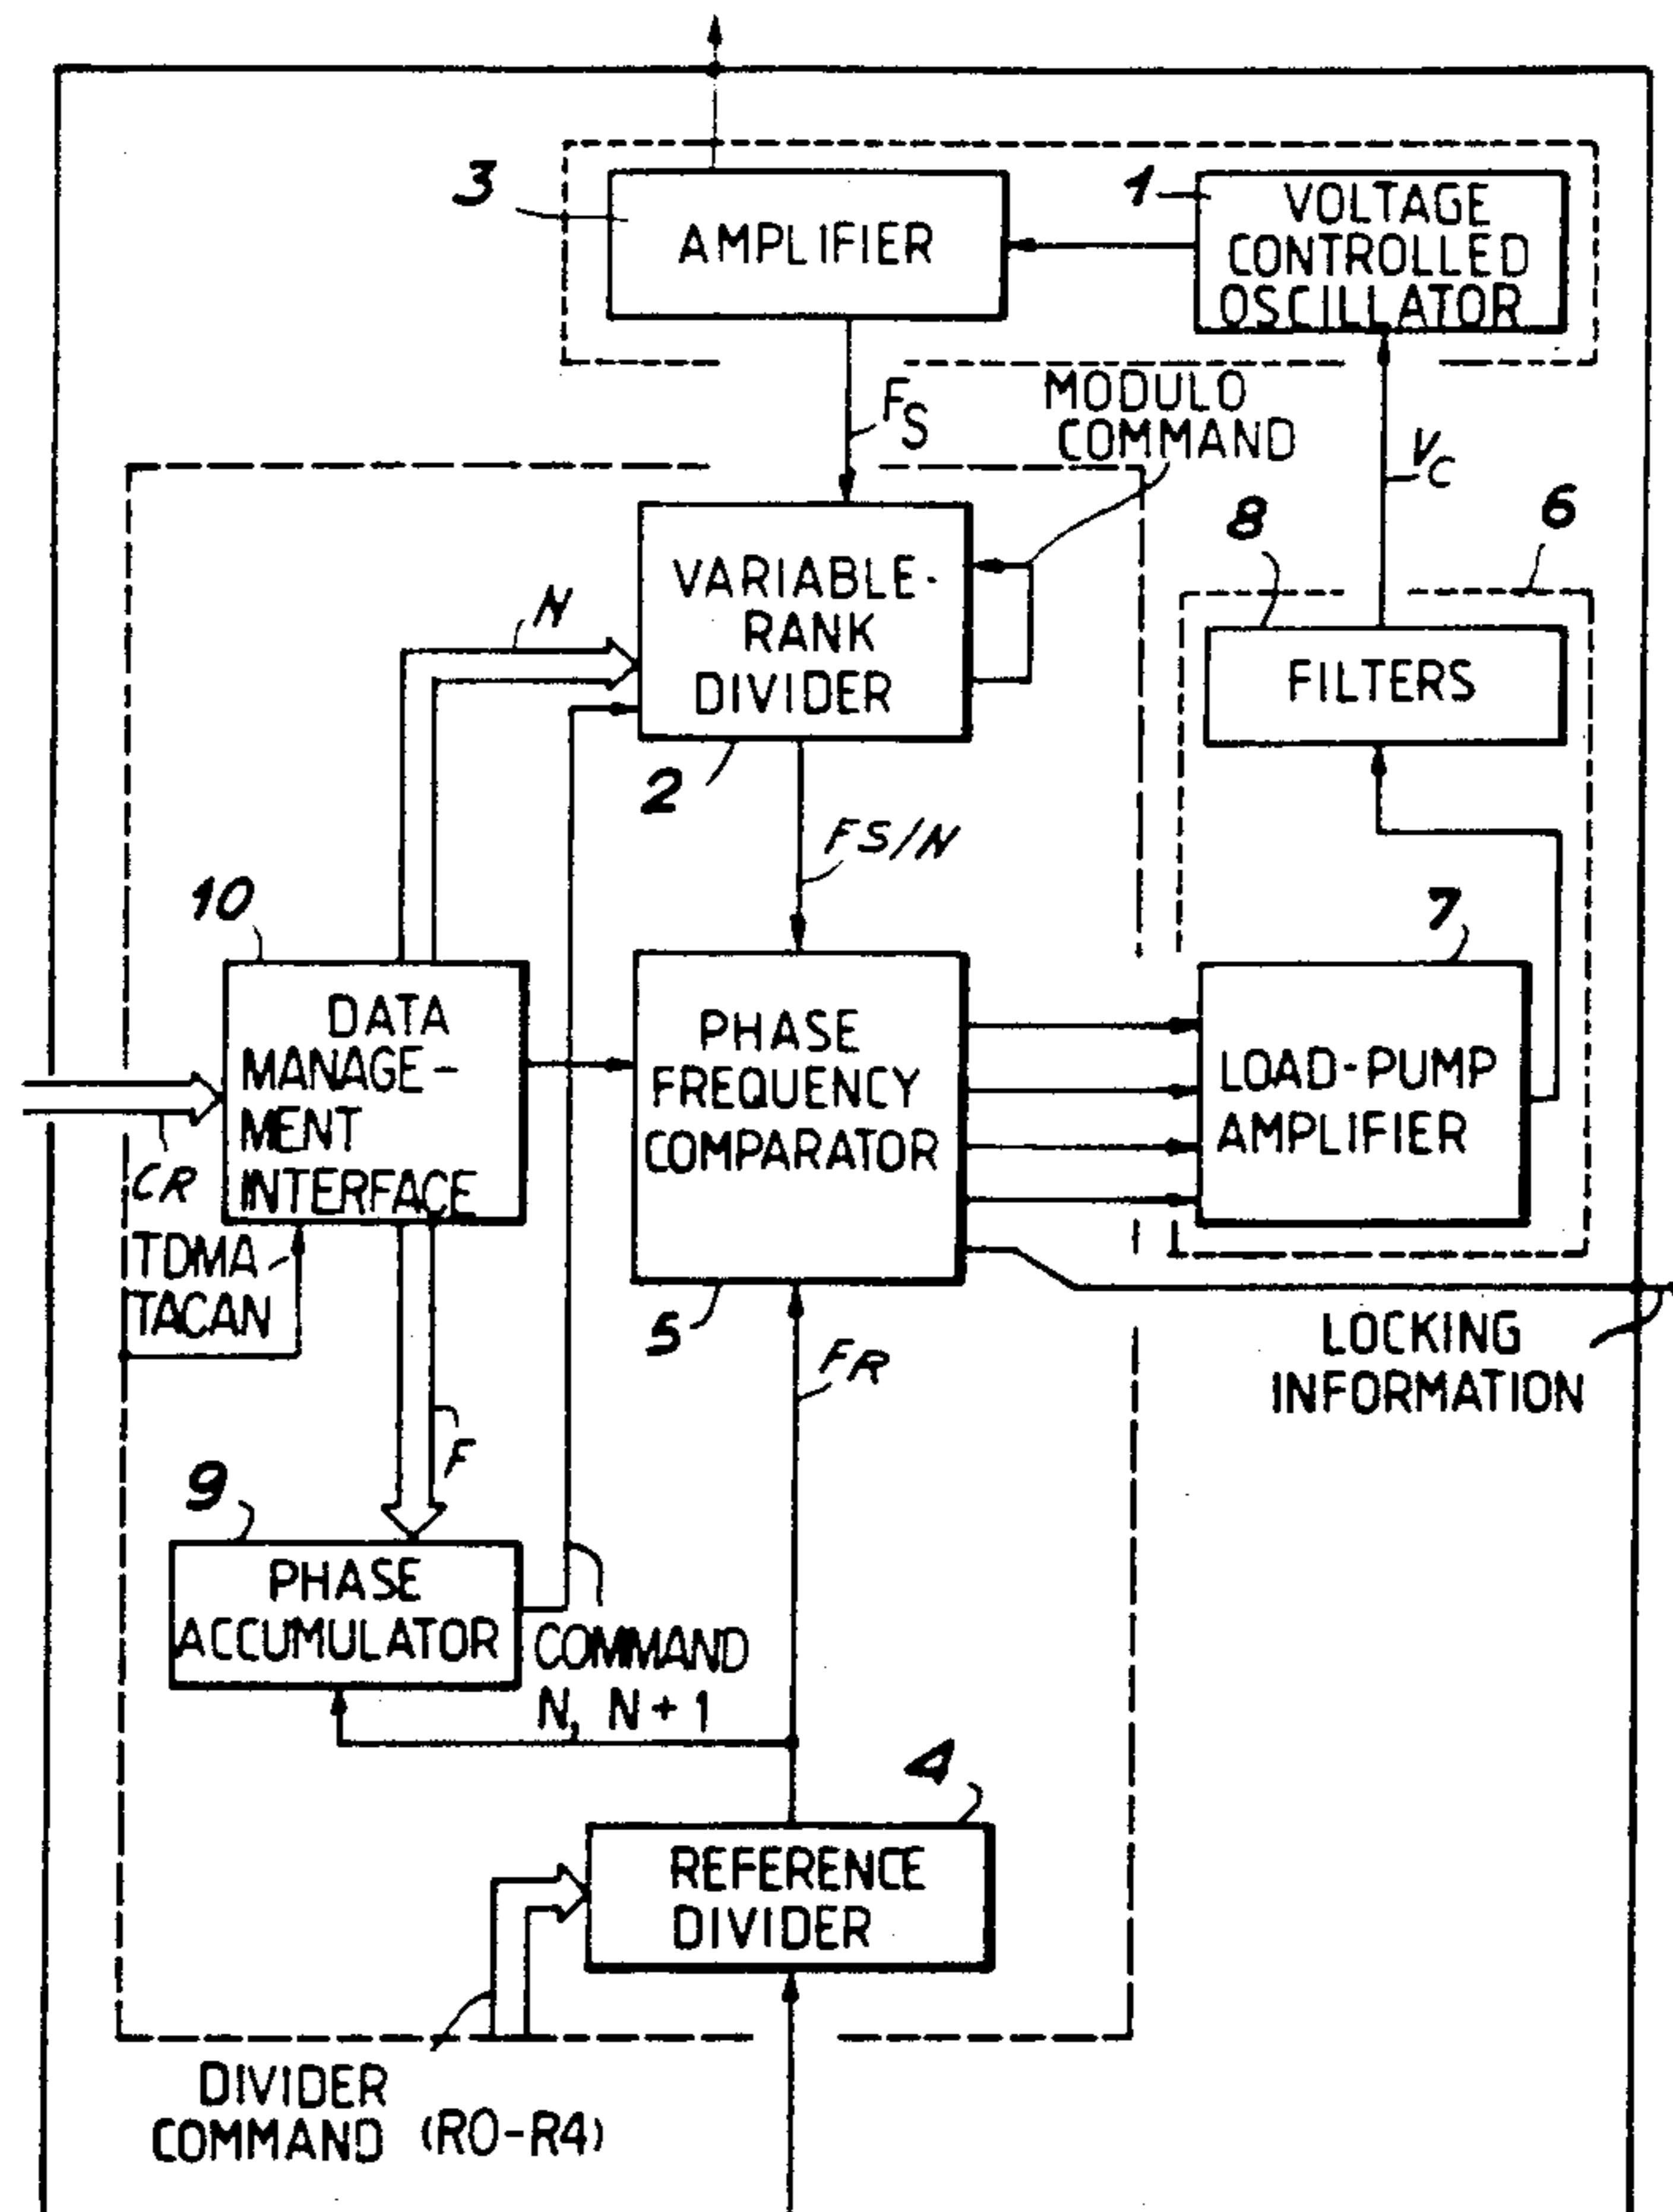 3
AMPLIFIER
1
VOLTAGE
CONTROLLED
OSCILLATOR
FS
MODULO
COMMAND
VC
8
6
N
VARIABLE-
RANK
DIVIDER
FILTERS
2
FS/N
10
7
DATA
MANAGE-
MENT
INTERFACE
PHASE
FREQUENCY
COMPARATOR
LOAD-PUMP
AMPLIFIER
CR
TDMA
TACAN
5
LOCKING
INFORMATION
FR
F
9
PHASE
ACCUMULATOR
COMMAND
N, N+1
4
REFERENCE
DIVIDER
DIVIDER
COMMAND (R0-R4)